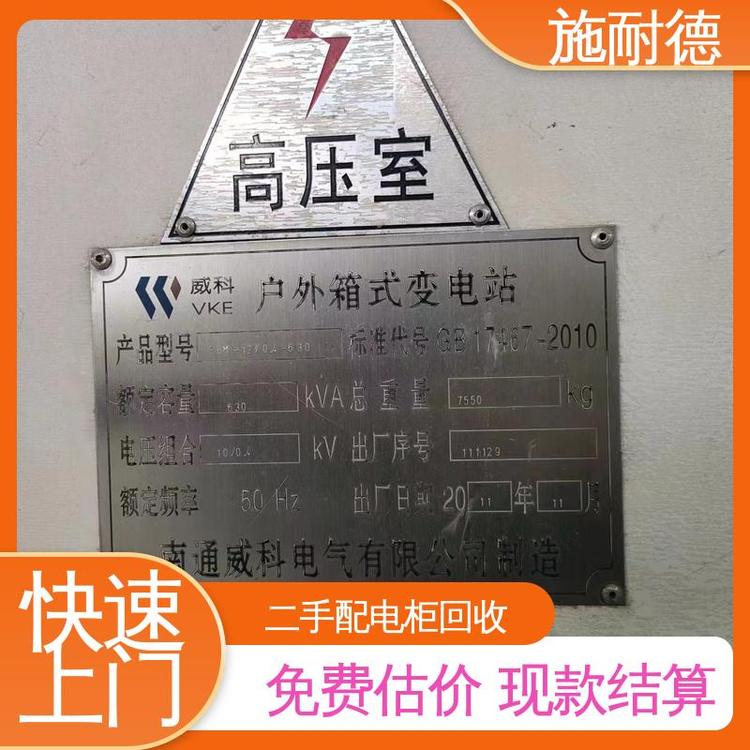 施耐德
高压室
威科
VKE
户外箱式变电站
产品型号 标准代号 GB 17467-2010
额定容量 630 kVA 总重量 7550 kg
电压组合 10/0.4 kV 出厂序号 111129
额定频率 50 Hz 出厂日期 20 11 年 11 月
南通威科电气有限公司制造
快速
上门
二手配电柜回收
免费估价 现款结算